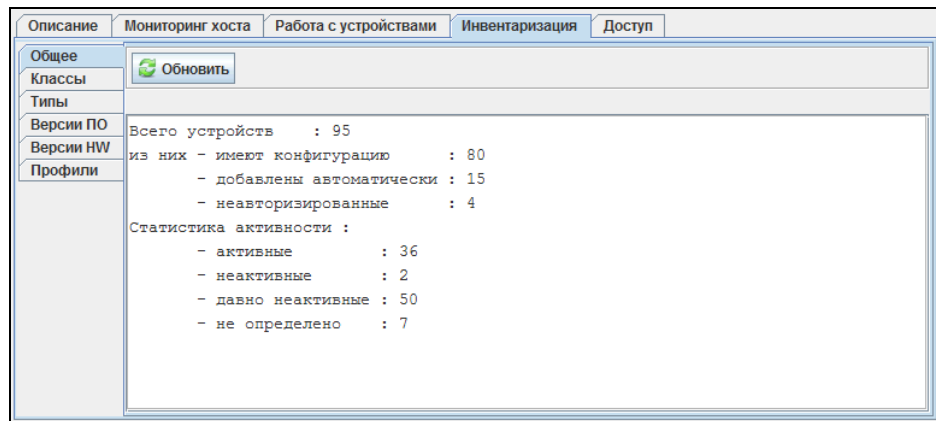 Описание Мониторинг хоста Работа с устройствами Инвентаризация Доступ
Общее
Классы
Типы
Версии ПО
Версии HW
Профили
Обновить
Всего устройств : 95
из них - имеют конфигурацию : 80
- добавлены автоматически : 15
- неавторизированные : 4
Статистика активности :
- активные : 36
- неактивные : 2
- давно неактивные : 50
- не определено : 7